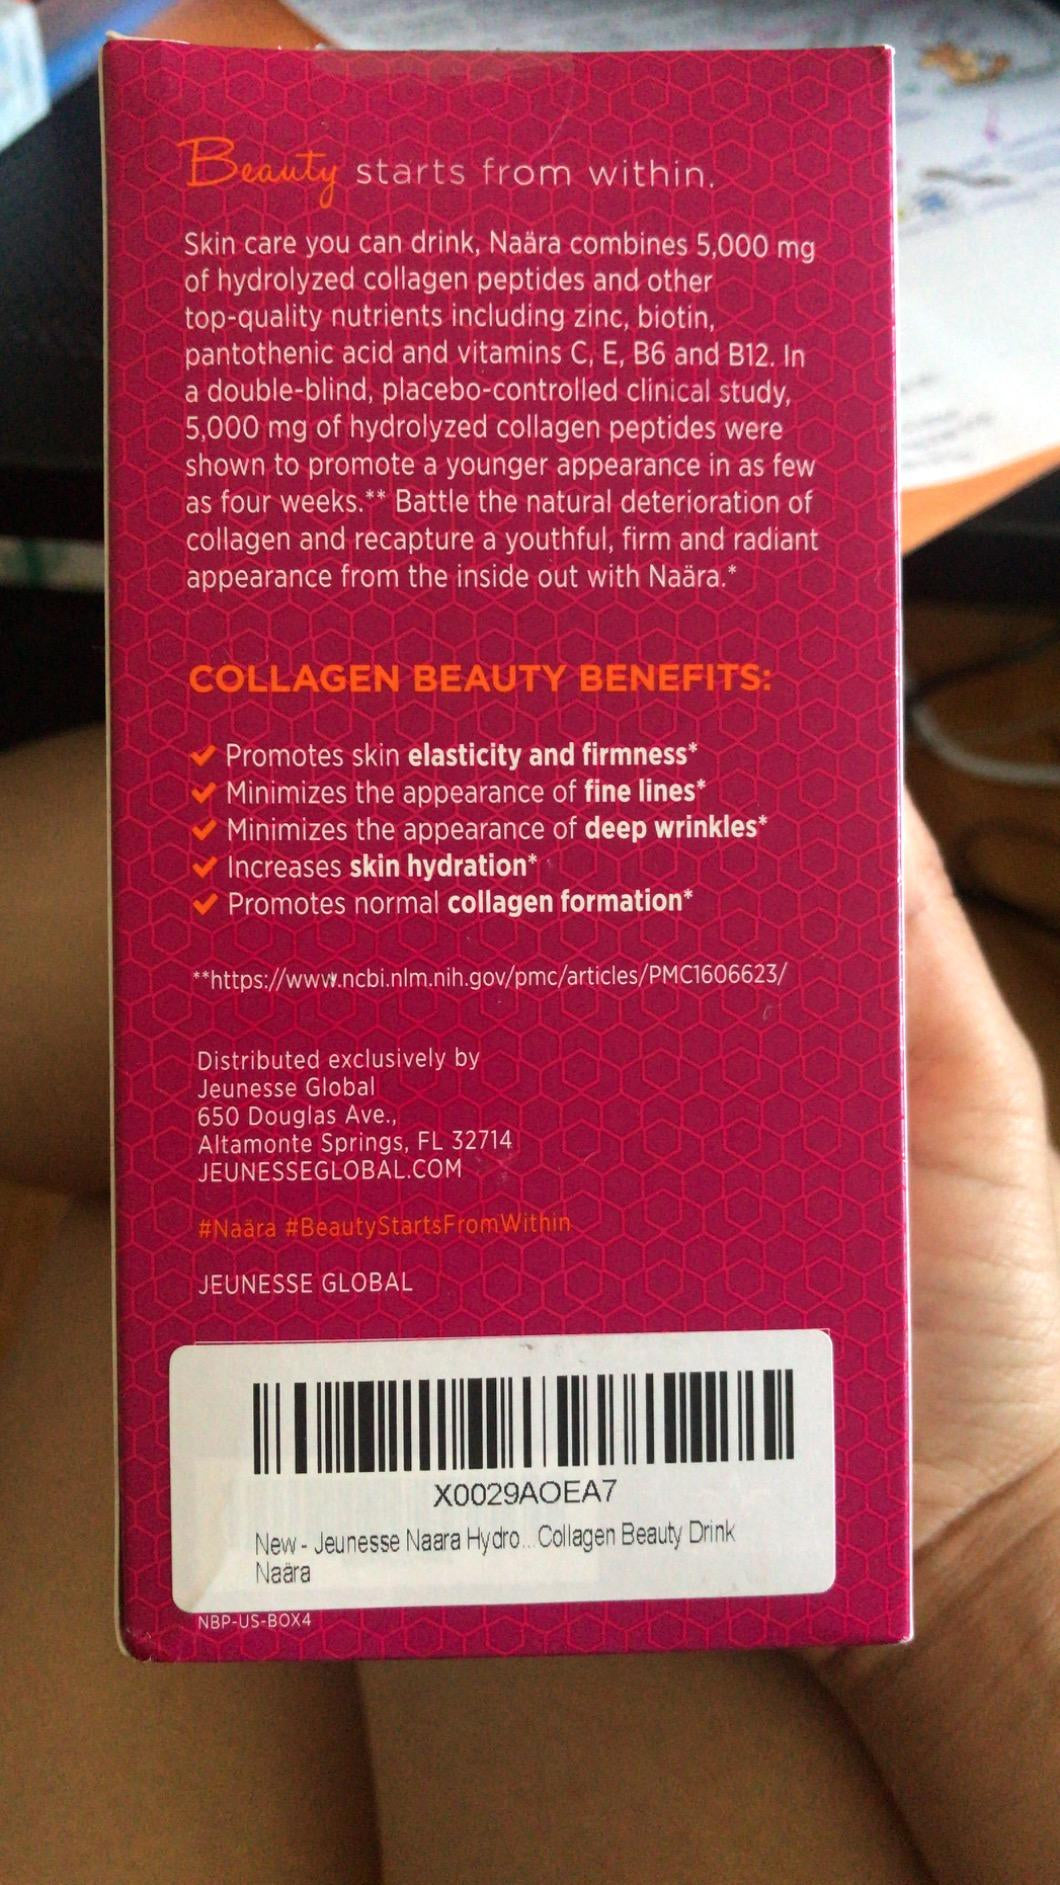 Beauty starts from within.
Skin care you can drink, Naära combines 5,000 mg
of hydrolyzed collagen peptides and other
top-quality nutrients including zinc, biotin,
pantothenic acid and vitamins C, E, B6 and B12. In
a double-blind, placebo-controlled clinical study,
5,000 mg of hydrolyzed collagen peptides were
shown to promote a younger appearance in as few
as four weeks.** Battle the natural deterioration of
collagen and recapture a youthful, firm and radiant
appearance from the inside out with Naära.*
COLLAGEN BEAUTY BENEFITS:
✓ Promotes skin elasticity and firmness*
✓ Minimizes the appearance of fine lines*
✓ Minimizes the appearance of deep wrinkles*
✓ Increases skin hydration*
✓ Promotes normal collagen formation*
**https://www.ncbi.nlm.nih.gov/pmc/articles/PMC1606623/
Distributed exclusively by
Jeunesse Global
650 Douglas Ave.,
Altamonte Springs, FL 32714
JEUNESSEGLOBAL.COM
#Naära #BeautyStartsFromWithin
JEUNESSE GLOBAL
X0029AOEA7
New - Jeunesse Naara Hydro...Collagen Beauty Drink
Naära
NBP-US-BOX4